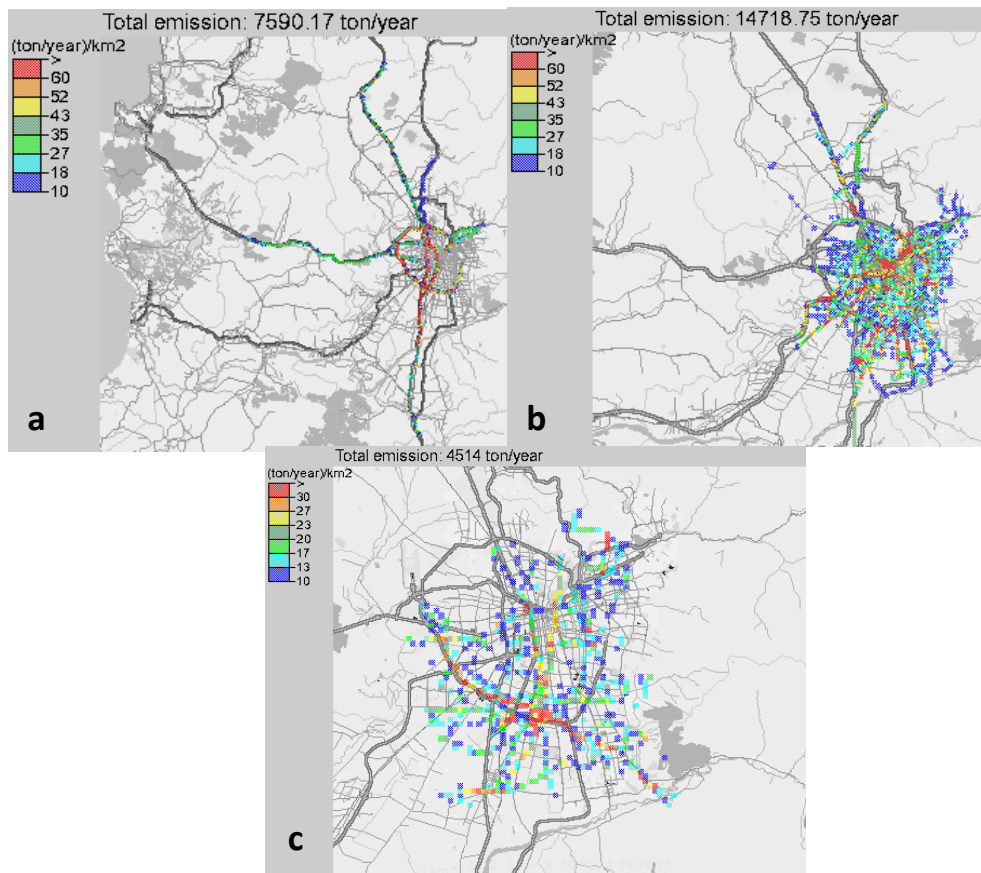 Total emission: 7590.17 ton/year
(ton/year)/km2
>
60
52
43
35
27
18
10
a
Total emission: 14718.75 ton/year
(ton/year)/km2
>
60
52
43
35
27
18
10
b
Total emission: 4514 ton/year
(ton/year)/km2
>
30
27
23
20
17
13
10
c